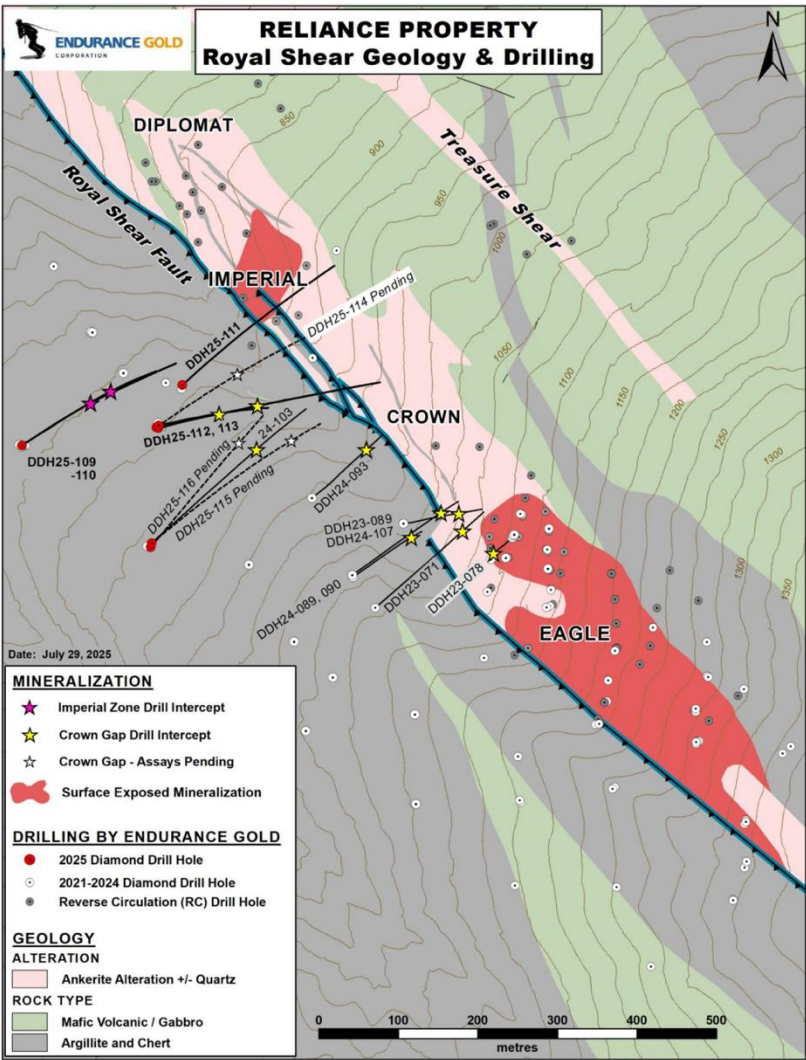 ENDURANCE GOLD
CORPORATION
RELIANCE PROPERTY
Royal Shear Geology & Drilling
N
DIPLOMAT
850
900
950
1000
Treasure Shear
Royal Shear Fault
IMPERIAL
DDH25-114 Pending
DDH25-111
1050
1100
1150
1200
1250
1300
CROWN
DDH25-112, 113
24-103
DDH25-109
-110
DDH25-116 Pending
DDH25-115 Pending
DDH24-093
DDH23-089
DDH24-107
DDH24-089, 090
DDH23-071
DDH23-078
1300
1350
EAGLE
Date: July 29, 2025
MINERALIZATION
Imperial Zone Drill Intercept
Crown Gap Drill Intercept
Crown Gap - Assays Pending
Surface Exposed Mineralization
DRILLING BY ENDURANCE GOLD
2025 Diamond Drill Hole
2021-2024 Diamond Drill Hole
Reverse Circulation (RC) Drill Hole
GEOLOGY
ALTERATION
Ankerite Alteration +/- Quartz
ROCK TYPE
Mafic Volcanic / Gabbro
Argillite and Chert
0 100 200 300 400 500
metres